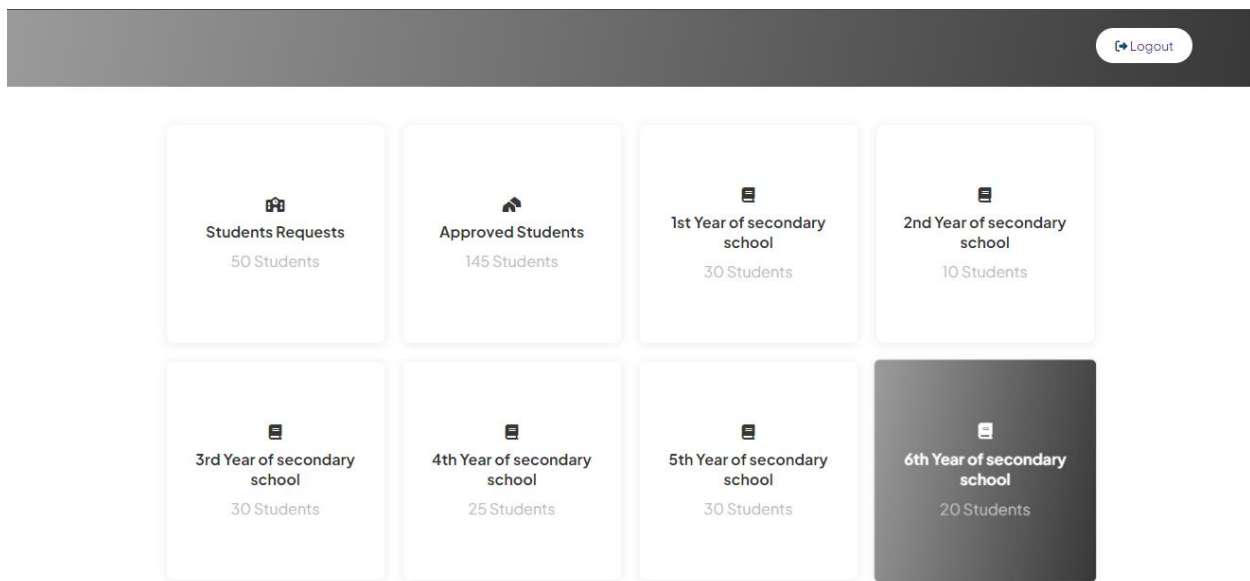 Logout
Students Requests
50 Students
Approved Students
145 Students
1st Year of secondary
school
30 Students
2nd Year of secondary
school
10 Students
3rd Year of secondary
school
30 Students
4th Year of secondary
school
25 Students
5th Year of secondary
school
30 Students
6th Year of secondary
school
20 Students